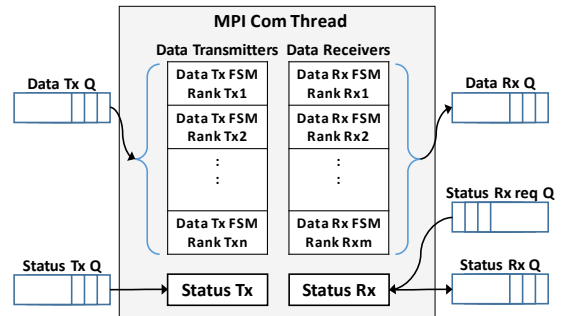 MPI Com Thread
Data Transmitters
Data Receivers
Data Tx Q
Data Tx FSM
Rank Tx1
Data Tx FSM
Rank Tx2
:
:
Data Tx FSM
Rank Txn
Data Rx FSM
Rank Rx1
Data Rx FSM
Rank Rx2
:
:
Data Rx FSM
Rank Rxm
Data Rx Q
Status Rx req Q
Status Tx Q
Status Tx
Status Rx
Status Rx Q